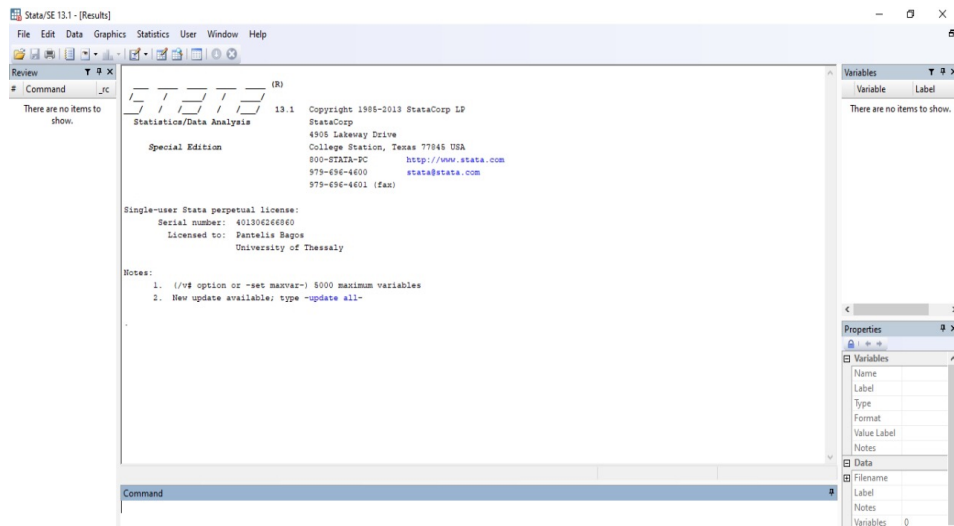 Stata/SE 13.1 - [Results]
File Edit Data Graphics Statistics User Window Help
Review
# Command _rc
There are no items to
show.
(R)
13.1 Copyright 1985-2013 StataCorp LP
Statistics/Data Analysis StataCorp
4905 Lakeway Drive
Special Edition College Station, Texas 77845 USA
800-STATA-PC http://www.stata.com
979-696-4600 stata@stata.com
979-696-4601 (fax)
Single-user Stata perpetual license:
Serial number: 401306266860
Licensed to: Pantelis Bagos
University of Thessaly
Notes:
1. (/v# option or -set maxvar-) 5000 maximum variables
2. New update available; type -update all-
.
Command
Variables
Variable Label
There are no items to show.
Properties
Variables
Name
Label
Type
Format
Value Label
Notes
Data
Filename
Label
Notes
Variables 0